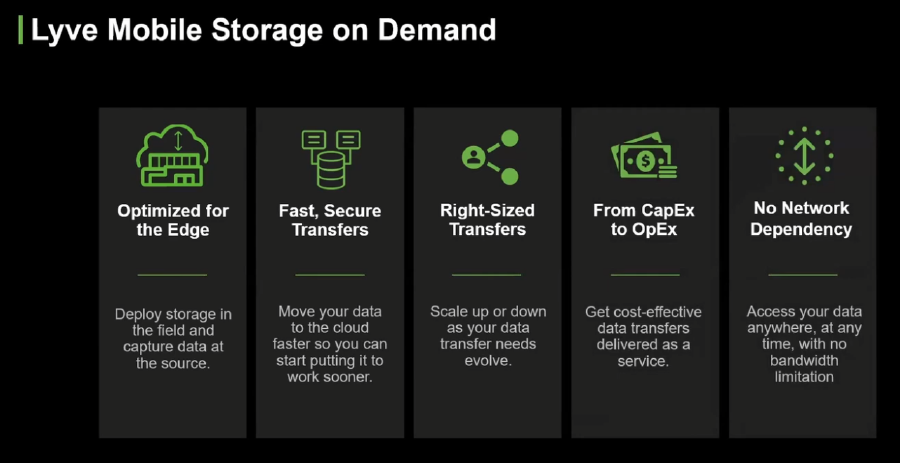 Lyve Mobile Storage on Demand
Optimized for
the Edge
Deploy storage in
the field and
capture data at
the source.
Fast, Secure
Transfers
Move your data
to the cloud
faster so you can
start putting it to
work sooner.
Right-Sized
Transfers
Scale up or down
as your data
transfer needs
evolve.
From CapEx
to OpEx
$
Get cost-effective
data transfers
delivered as a
service.
No Network
Dependency
Access your data
anywhere, at any
time, with no
bandwidth
limitation